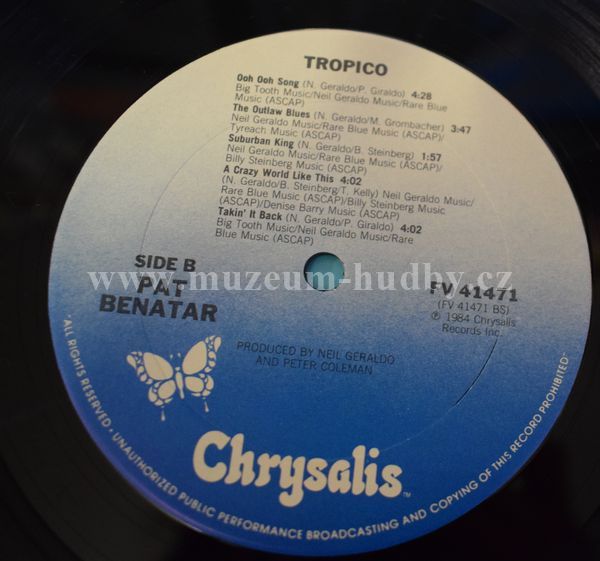 TROPICO
Ooh Ooh Song (N. Geraldo/P. Giraldo) 4:28
Big Tooth Music/Neil Geraldo Music/Rare Blue
Music (ASCAP)
The Outlaw Blues (N. Geraldo/M. Grombacher) 3:47
Neil Geraldo Music/Rare Blue Music (ASCAP)/
Tyreach Music (ASCAP)
Suburban King (N. Geraldo/B. Steinberg) 1:57
Neil Geraldo Music/Rare Blue Music (ASCAP)/
Billy Steinberg Music (ASCAP)
A Crazy World Like This 4:02
(N. Geraldo/B. Steinberg/T. Kelly) Neil Geraldo Music/
Rare Blue Music (ASCAP)/Billy Steinberg Music
(ASCAP)/Denise Barry Music (ASCAP)
Takin' It Back (N. Geraldo/P. Giraldo) 4:02
Big Tooth Music/Neil Geraldo Music/Rare
Blue Music (ASCAP)
www.muzeum-hudby.cz
SIDE B
PAT
BENATAR
FV 41471
(FV 41471 BS)
℗ 1984 Chrysalis
Records Inc.
PRODUCED BY NEIL GERALDO
AND PETER COLEMAN
Chrysalis™
"ALL RIGHTS RESERVED - UNAUTHORIZED PUBLIC PERFORMANCE BROADCASTING AND COPYING OF THIS RECORD PROHIBITED"